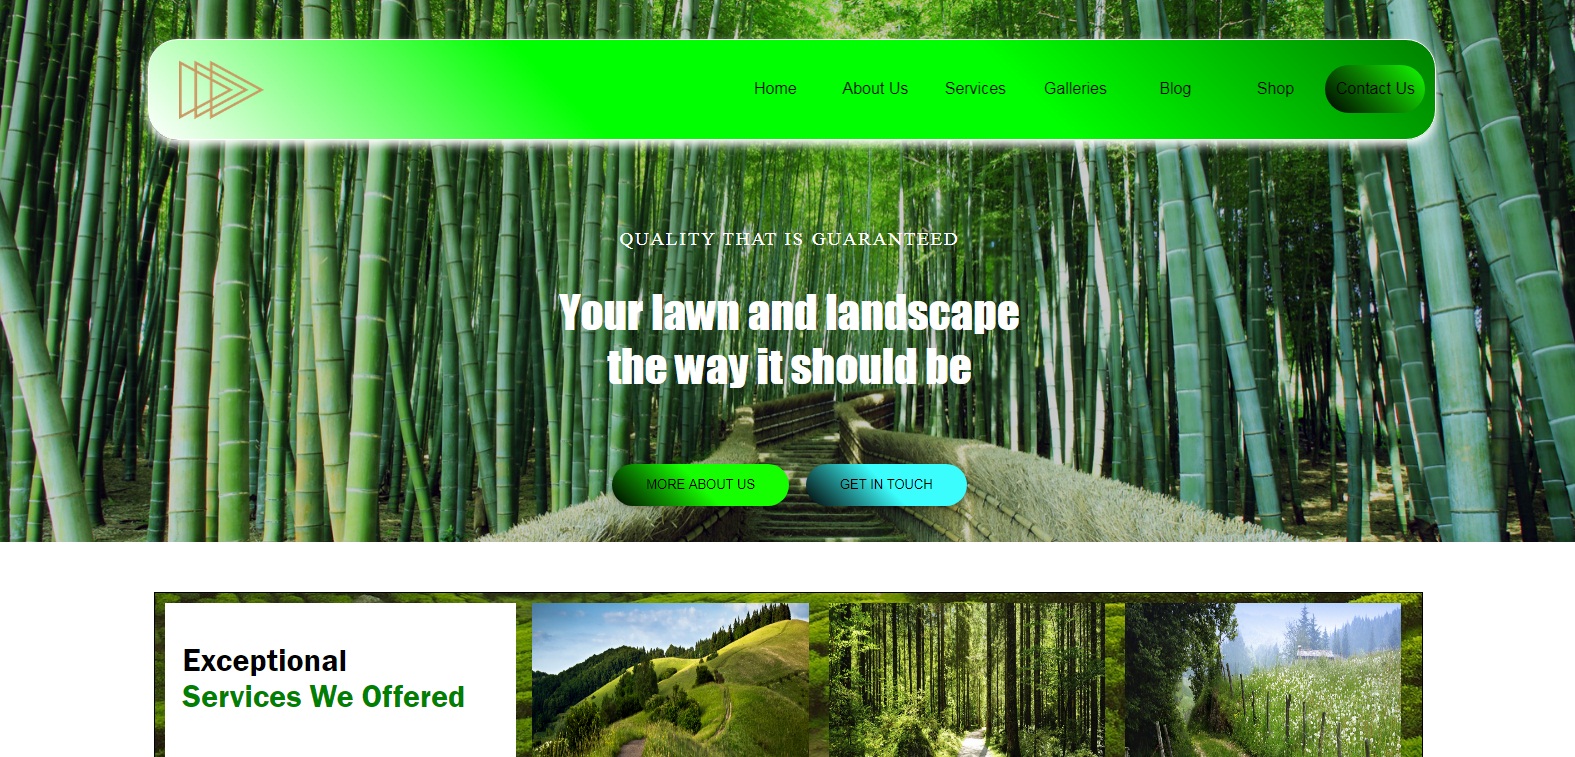 Home About Us Services Galleries Blog Shop Contact Us
QUALITY THAT IS GUARANTEED
Your lawn and landscape
the way it should be
MORE ABOUT US GET IN TOUCH
Exceptional
Services We Offered